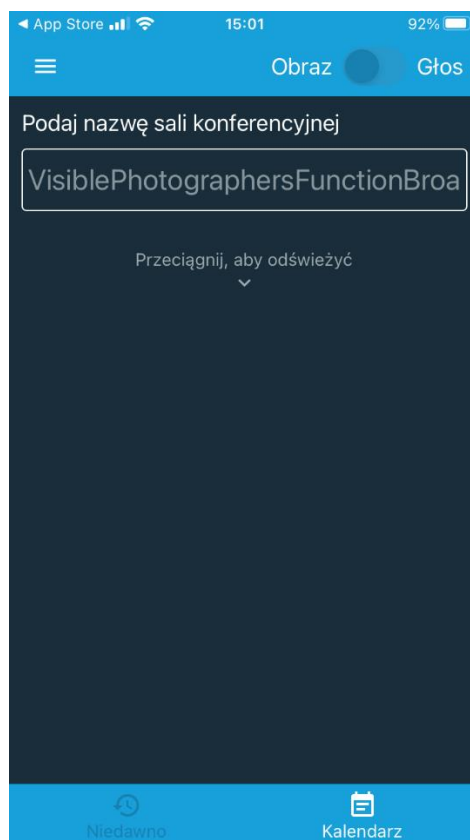 App Store 15:01 92%
Obraz Głos
Podaj nazwę sali konferencyjnej
VisiblePhotographersFunctionBroa
Przeciągnij, aby odświeżyć
Niedawno Kalendarz